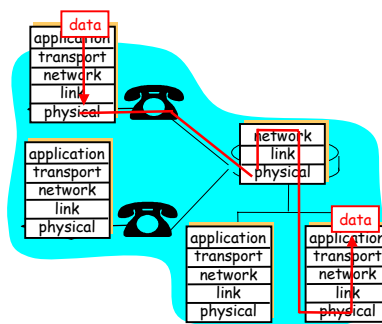 data
application
transport
network
link
physical
network
link
physical
application
transport
network
link
physical
data
application
transport
network
link
physical
application
transport
network
link
physical